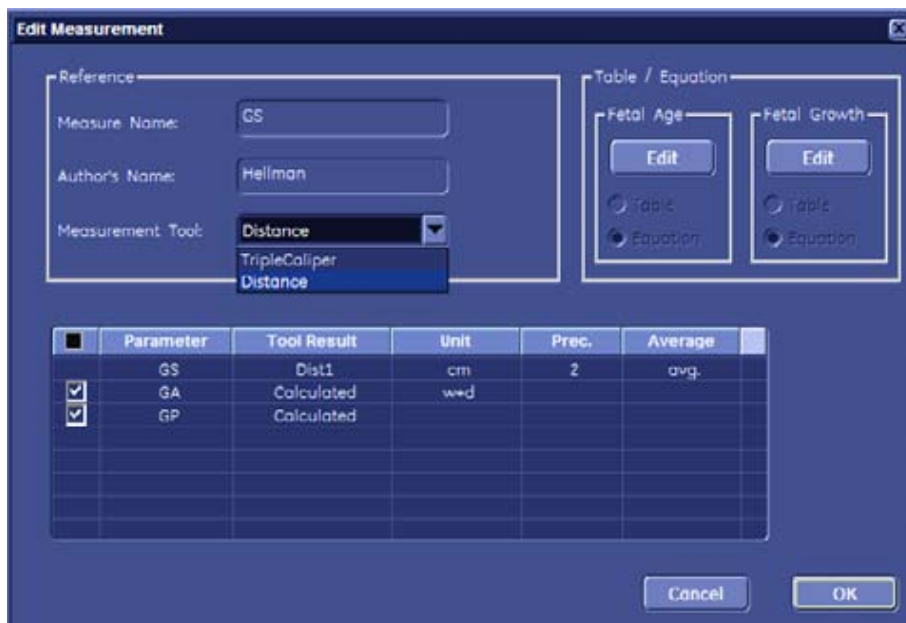 Edit Measurement
Reference
Measure Name: GS
Author's Name: Hellman
Measurement Tool: Distance
TripleCaliper
Distance
Table / Equation
Fetal Age
Edit
Table
Equation
Fetal Growth
Edit
Table
Equation
Parameter Tool Result Unit Prec. Average
GS Dist1 cm 2 avg.
GA Calculated w+d
GP Calculated
Cancel OK